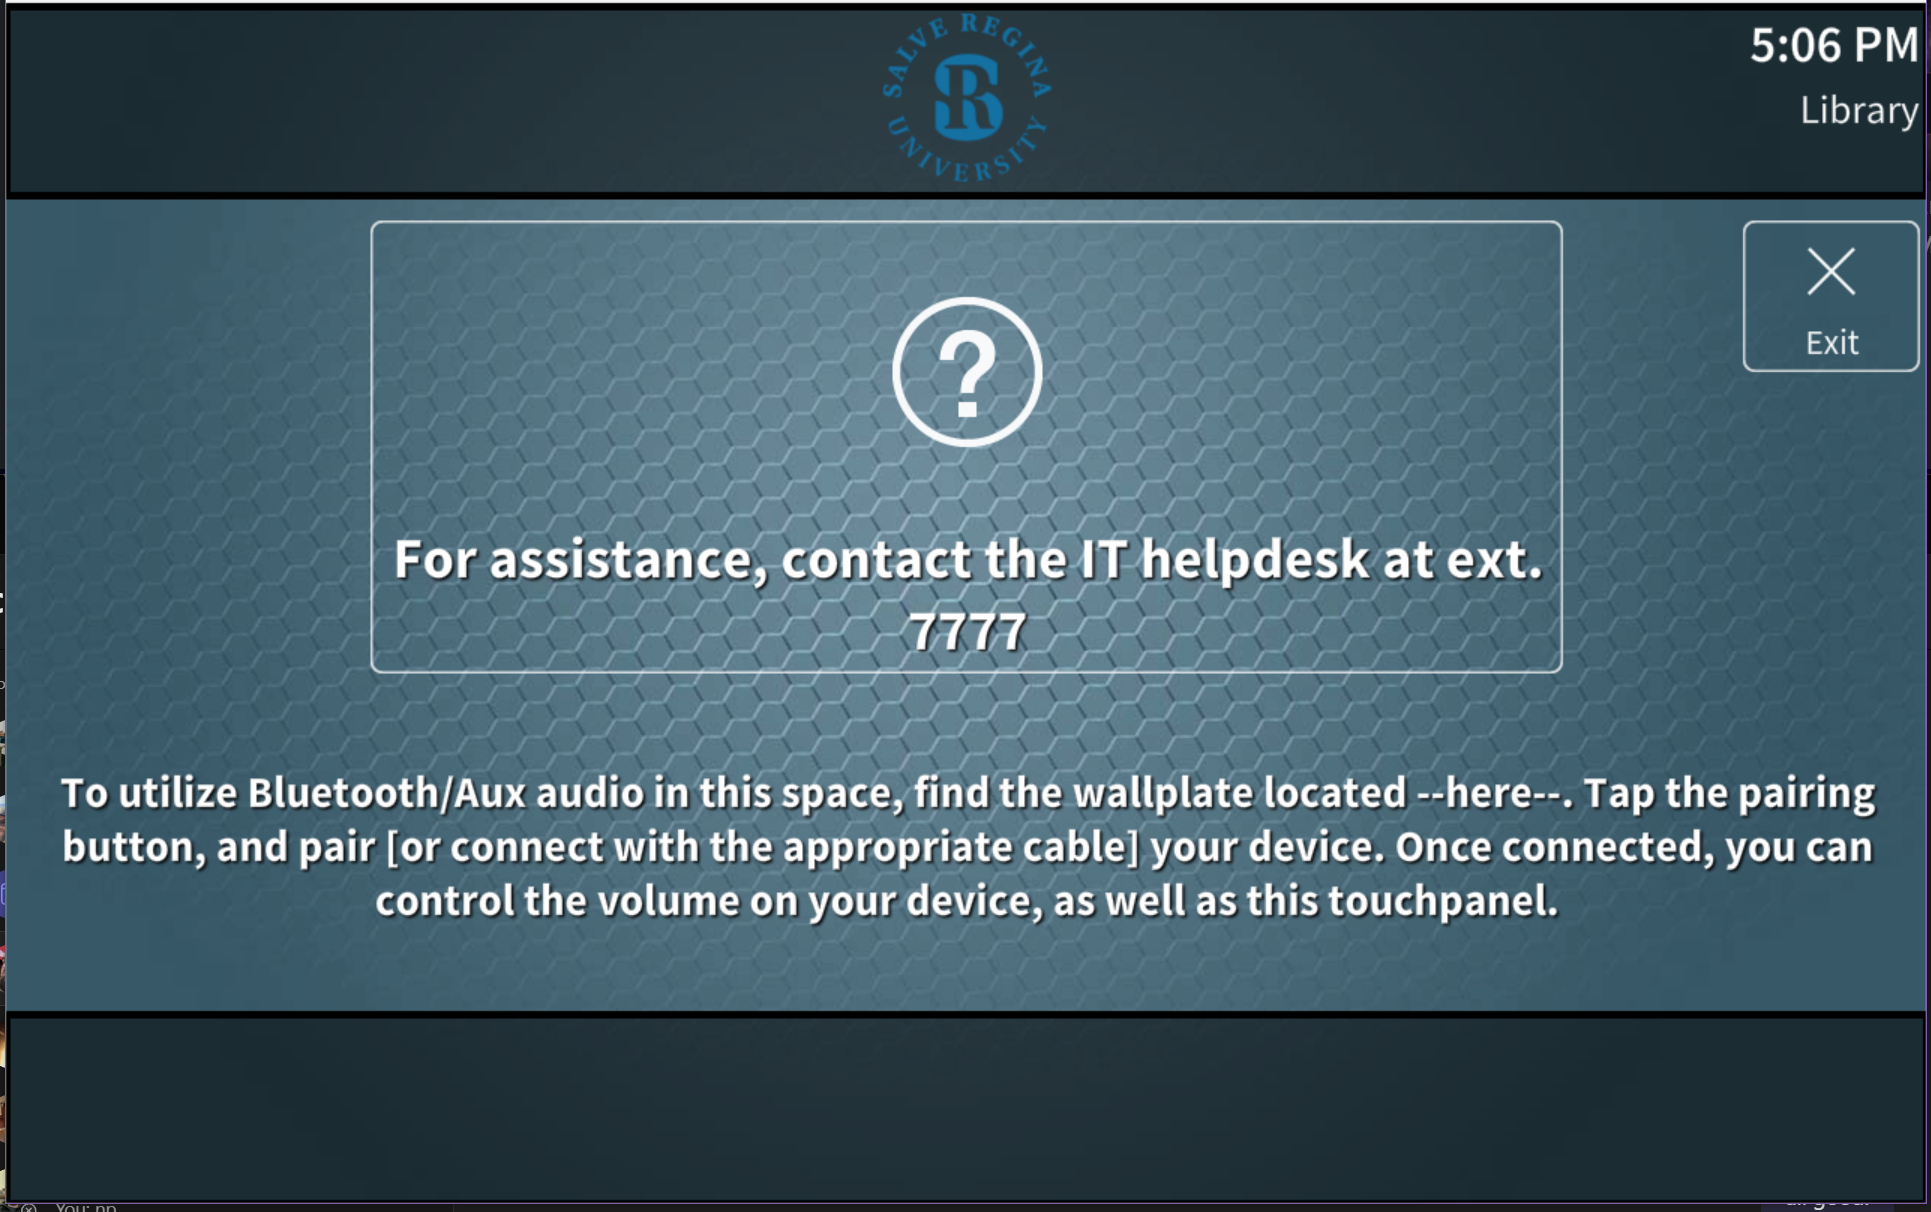 SALVE REGINA
SR
UNIVERSITY
5:06 PM
Library
Exit
For assistance, contact the IT helpdesk at ext.
7777
To utilize Bluetooth/Aux audio in this space, find the wallplate located --here--. Tap the pairing
button, and pair [or connect with the appropriate cable] your device. Once connected, you can
control the volume on your device, as well as this touchpanel.
You: np